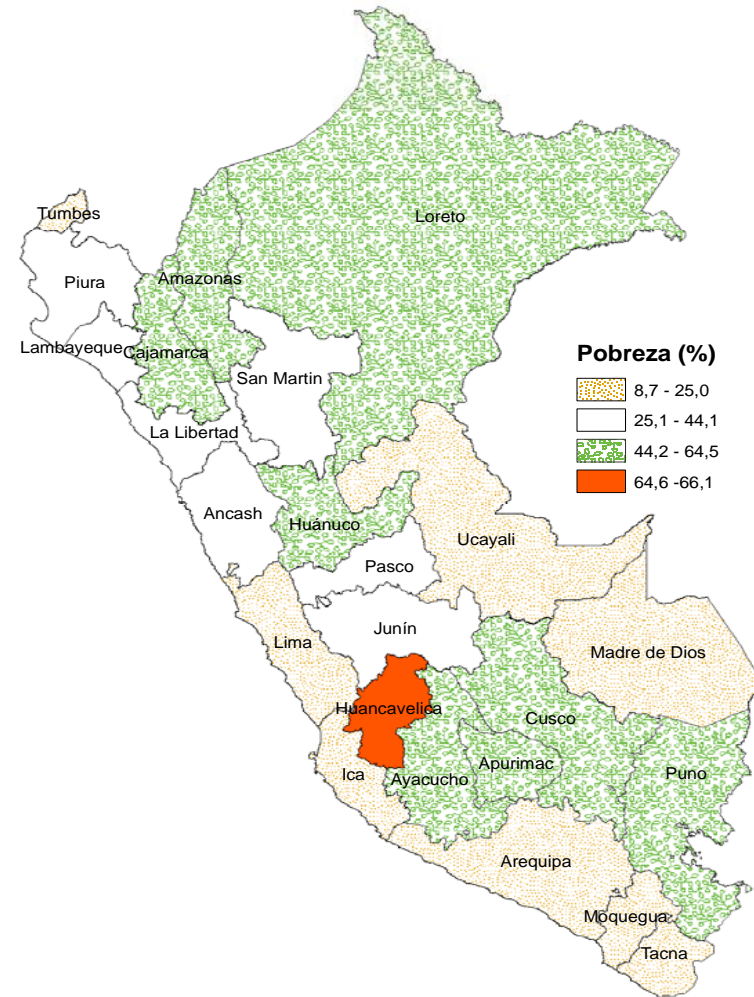 Tumbes
Loreto
Piura
Amazonas
Lambayeque
Cajamarca
San Martin
Pobreza (%)
8,7 - 25,0
25,1 - 44,1
44,2 - 64,5
64,6 -66,1
La Libertad
Ancash
Huánuco
Ucayali
Pasco
Junín
Lima
Madre de Dios
Huancavelica
Cusco
Ica
Ayacucho
Apurimac
Puno
Arequipa
Moquegua
Tacna